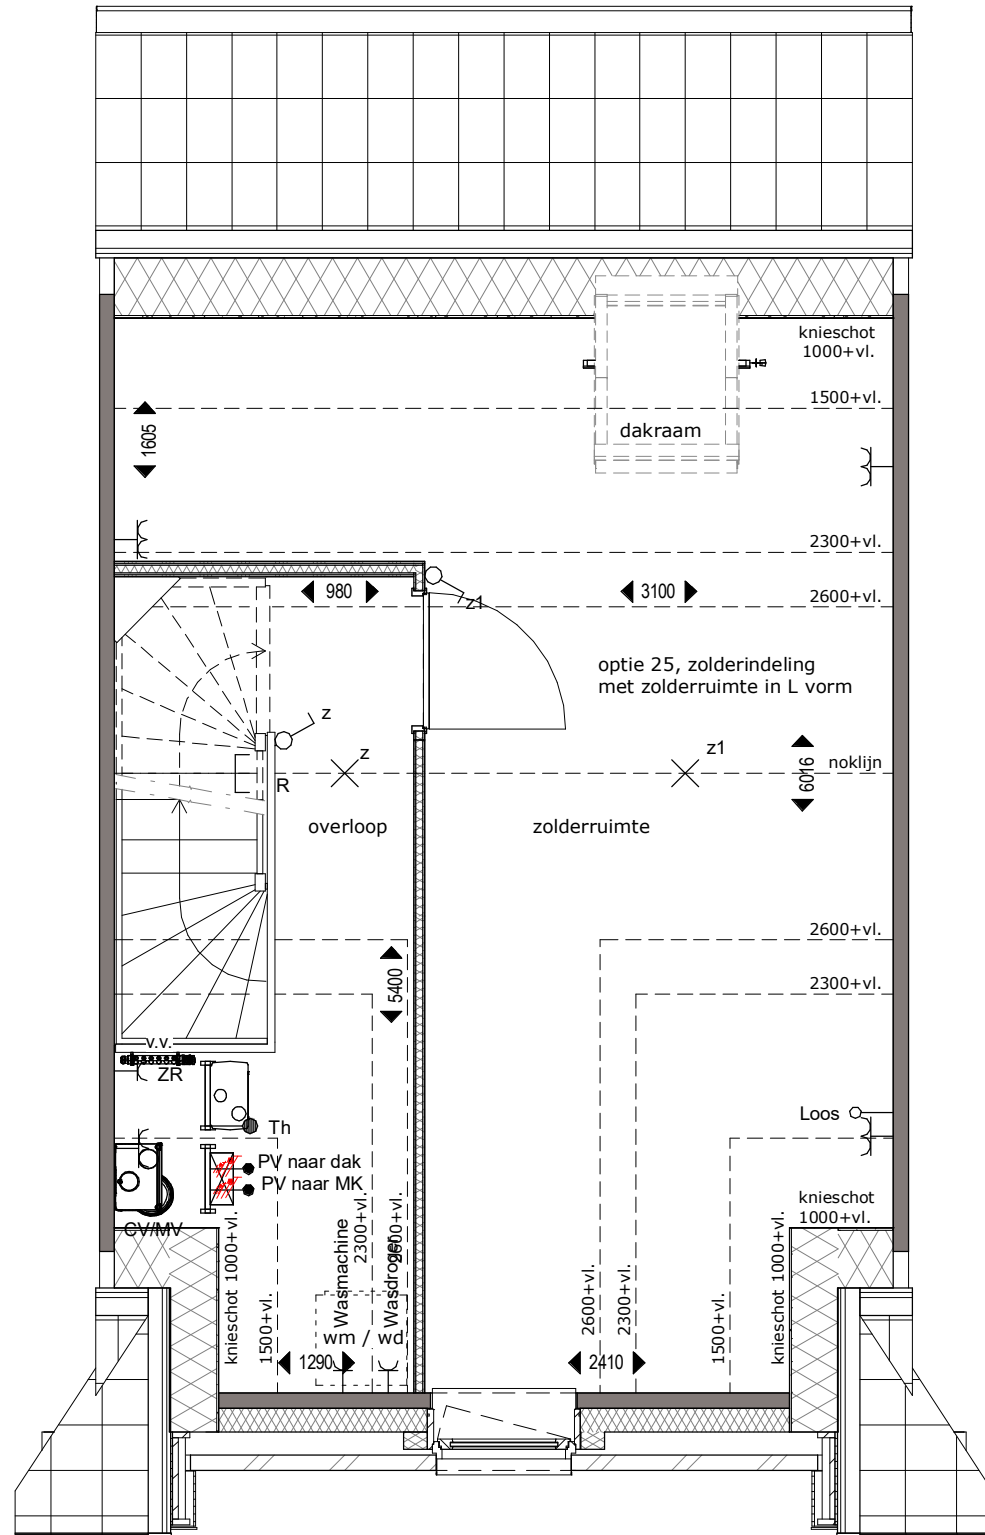 knieschot
1000+vl.
1500+vl.
dakraam
1605
2300+vl.
980
z1
3100
2600+vl.
optie 25, zolderindeling
met zolderruimte in L vorm
z
z
z1
6016
noklijn
R
overloop
zolderruimte
2600+vl.
5400
2300+vl.
v.v.
ZR
Th
Loos
PV naar dak
PV naar MK
CV/MV
knieschot
1000+vl.
knieschot 1000+vl.
1500+vl.
Wasmachine
2300+vl.
Wasdroger
2600+vl.
wm / wd
1290
2600+vl.
2300+vl.
2410
1500+vl.
knieschot 1000+vl.